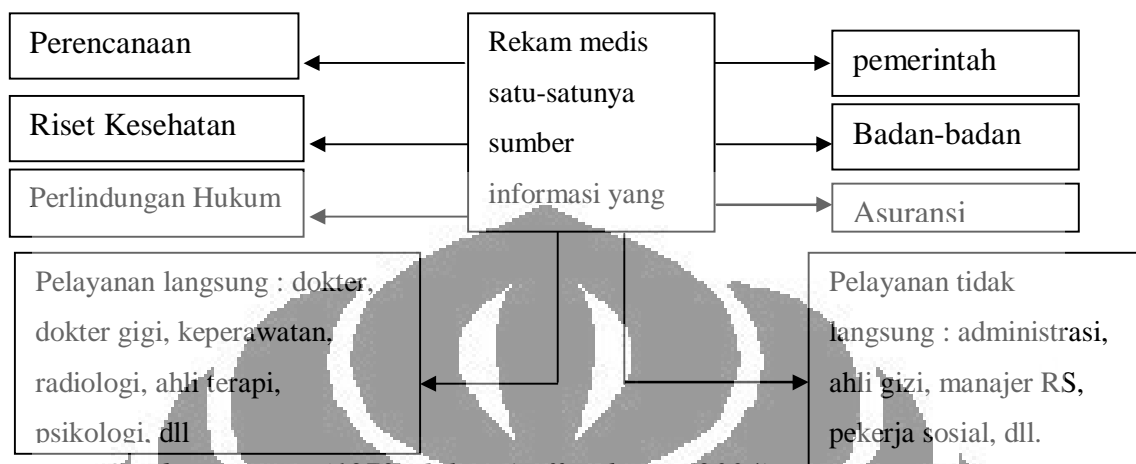 Perencanaan
Riset Kesehatan
Perlindungan Hukum
Rekam medis
satu-satunya
sumber
informasi yang
pemerintah
Badan-badan
Asuransi
Pelayanan langsung : dokter,
dokter gigi, keperawatan,
radiologi, ahli terapi,
psikologi, dll
Pelayanan tidak
langsung : administrasi,
ahli gizi, manajer RS,
pekerja sosial, dll.